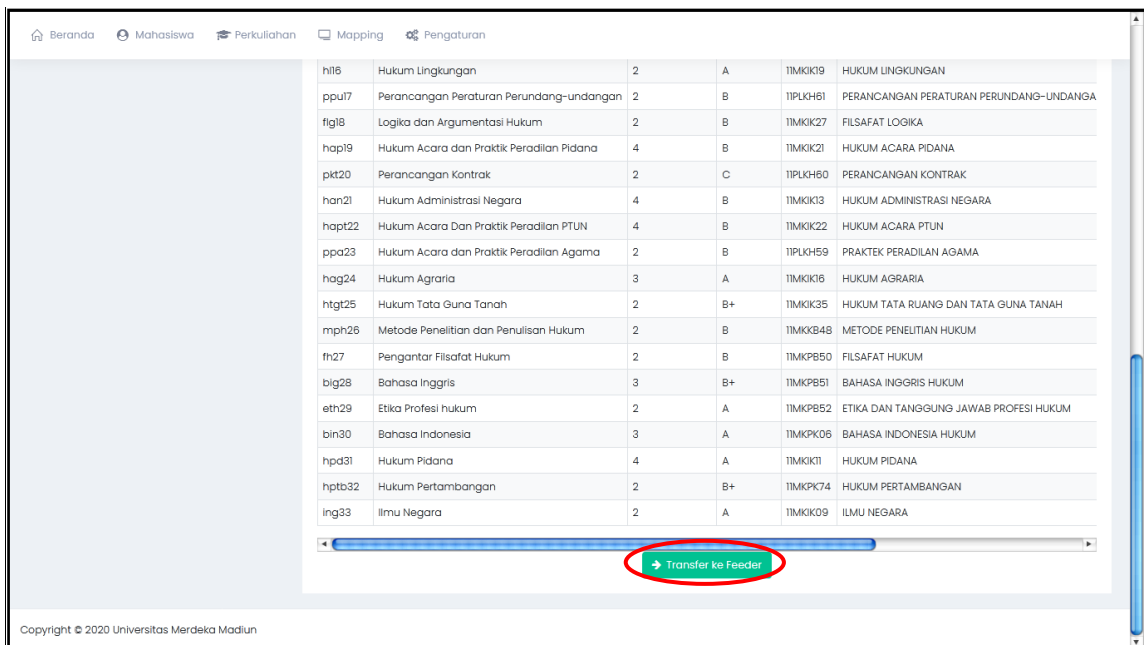 Beranda Mahasiswa Perkuliahan Mapping Pengaturan
hl16 Hukum Lingkungan 2 A 11MKIK19 HUKUM LINGKUNGAN
ppu17 Perancangan Peraturan Perundang-undangan 2 B 11PLKH61 PERANCANGAN PERATURAN PERUNDANG-UNDANGA
flg18 Logika dan Argumentasi Hukum 2 B 11MKIK27 FILSAFAT LOGIKA
hap19 Hukum Acara dan Praktik Peradilan Pidana 4 B 11MKIK21 HUKUM ACARA PIDANA
pkt20 Perancangan Kontrak 2 C 11PLKH60 PERANCANGAN KONTRAK
han21 Hukum Administrasi Negara 4 B 11MKIK13 HUKUM ADMINISTRASI NEGARA
hapt22 Hukum Acara Dan Praktik Peradilan PTUN 4 B 11MKIK22 HUKUM ACARA PTUN
ppa23 Hukum Acara dan Praktik Peradilan Agama 2 B 11PLKH59 PRAKTEK PERADILAN AGAMA
hag24 Hukum Agraria 3 A 11MKIK16 HUKUM AGRARIA
htgt25 Hukum Tata Guna Tanah 2 B+ 11MKIK35 HUKUM TATA RUANG DAN TATA GUNA TANAH
mph26 Metode Penelitian dan Penulisan Hukum 2 B 11MKKB48 METODE PENELITIAN HUKUM
fh27 Pengantar Filsafat Hukum 2 B 11MKPB50 FILSAFAT HUKUM
big28 Bahasa Inggris 3 B+ 11MKPB51 BAHASA INGGRIS HUKUM
eth29 Etika Profesi hukum 2 A 11MKPB52 ETIKA DAN TANGGUNG JAWAB PROFESI HUKUM
bin30 Bahasa Indonesia 3 A 11MKPK06 BAHASA INDONESIA HUKUM
hpd31 Hukum Pidana 4 A 11MKIK11 HUKUM PIDANA
hptb32 Hukum Pertambangan 2 B+ 11MKPK74 HUKUM PERTAMBANGAN
ing33 Ilmu Negara 2 A 11MKIK09 ILMU NEGARA
Transfer ke Feeder
Copyright © 2020 Universitas Merdeka Madiun